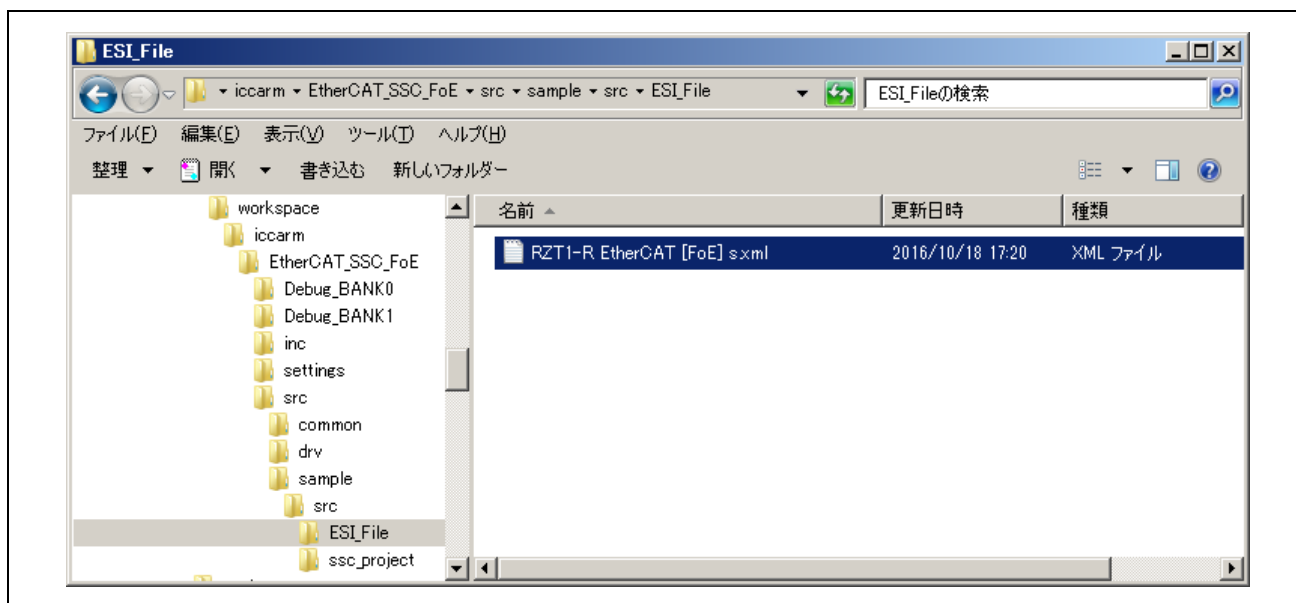 ESI_File
iccarm EtherCAT_SSC_FoE src sample src ESI_File ESI_Fileの検索
ファイル(F) 編集(E) 表示(V) ツール(T) ヘルプ(H)
整理 開く 書き込む 新しいフォルダー
名前 更新日時 種類
RZT1-R EtherCAT [FoE] s.xml 2016/10/18 17:20 XML ファイル
workspace
iccarm
EtherCAT_SSC_FoE
Debug_BANK0
Debug_BANK1
inc
settings
src
common
drv
sample
src
ESI_File
ssc_project